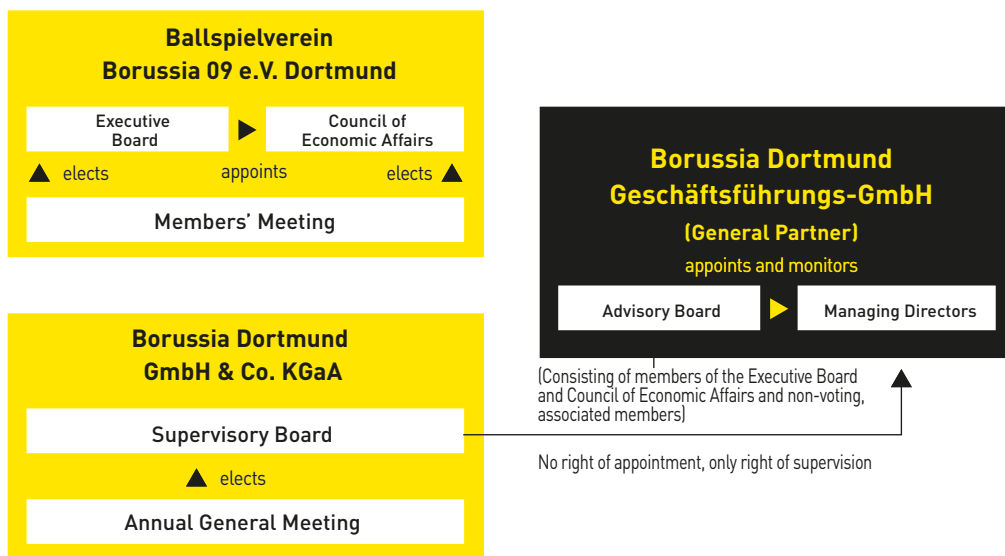 Ballspielverein
Borussia 09 e.V. Dortmund
Executive
Board
Council of
Economic Affairs
elects
appoints
elects
Members’ Meeting
Borussia Dortmund
GmbH & Co. KGaA
Supervisory Board
elects
Annual General Meeting
Borussia Dortmund
Geschäftsführungs-GmbH
(General Partner)
appoints and monitors
Advisory Board
Managing Directors
(Consisting of members of the Executive Board
and Council of Economic Affairs and non-voting,
associated members)
No right of appointment, only right of supervision